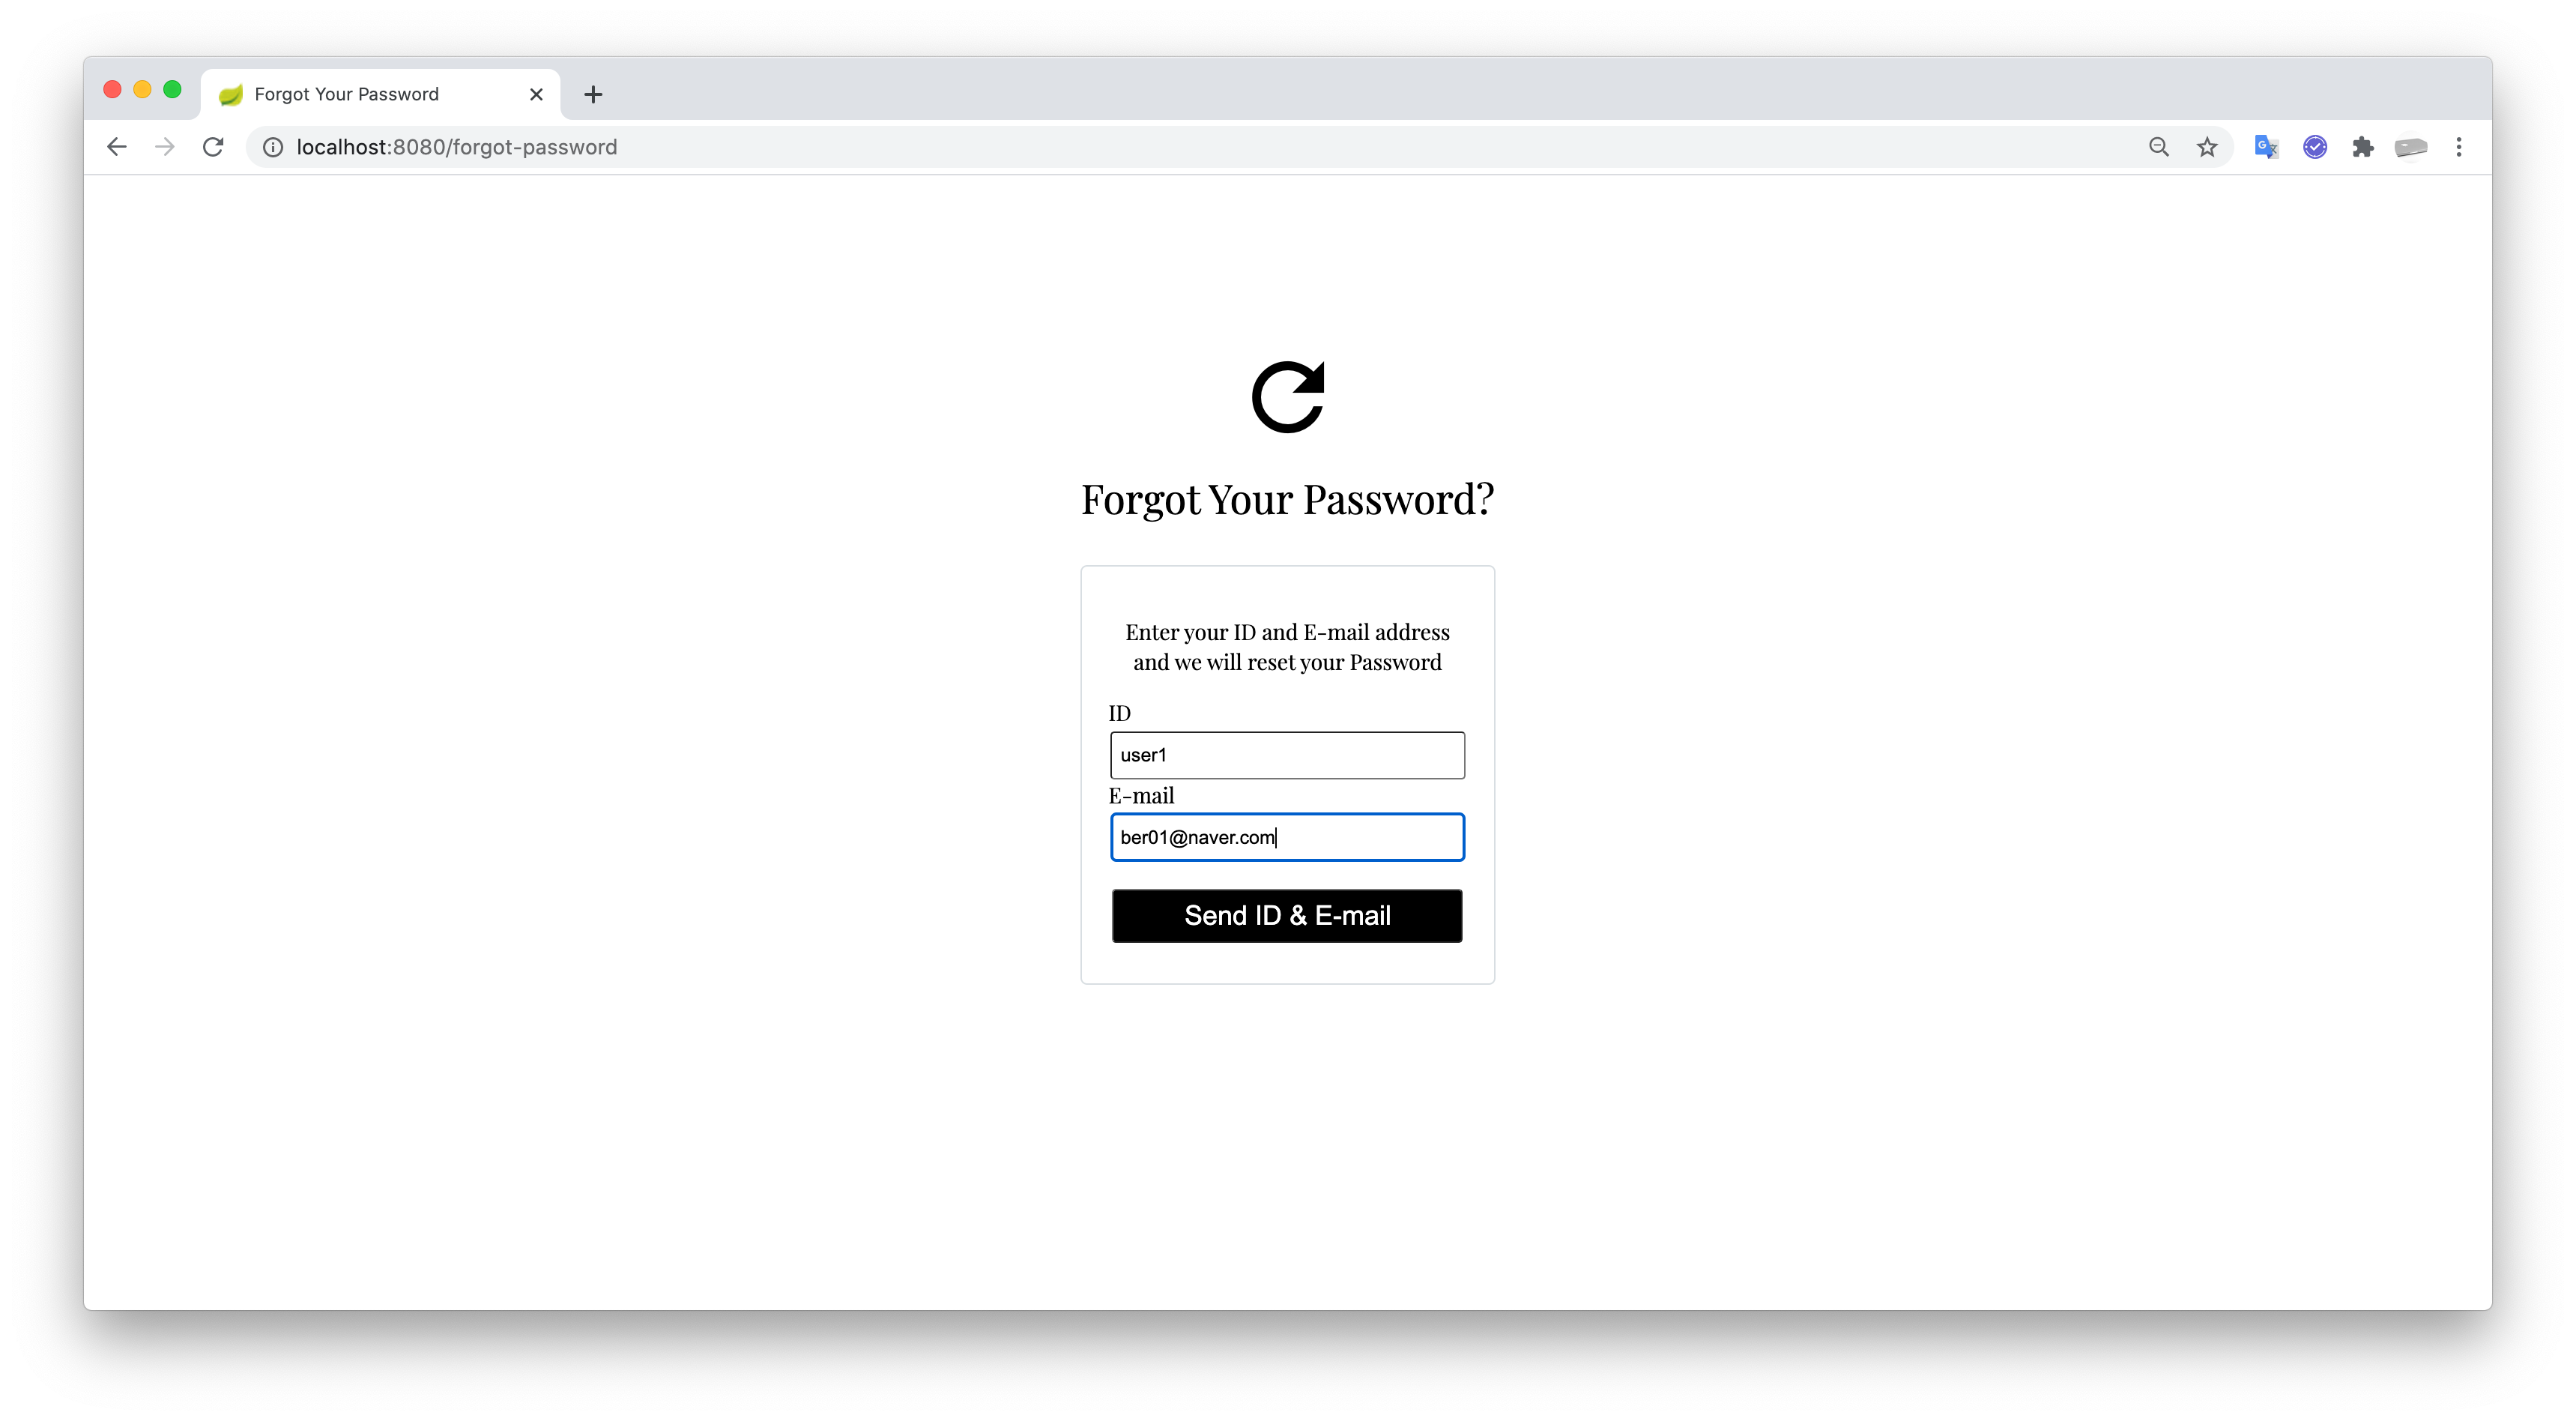 Forgot Your Password
localhost:8080/forgot-password
Forgot Your Password?
Enter your ID and E-mail address
and we will reset your Password
ID
user1
E-mail
ber01@naver.com
Send ID & E-mail